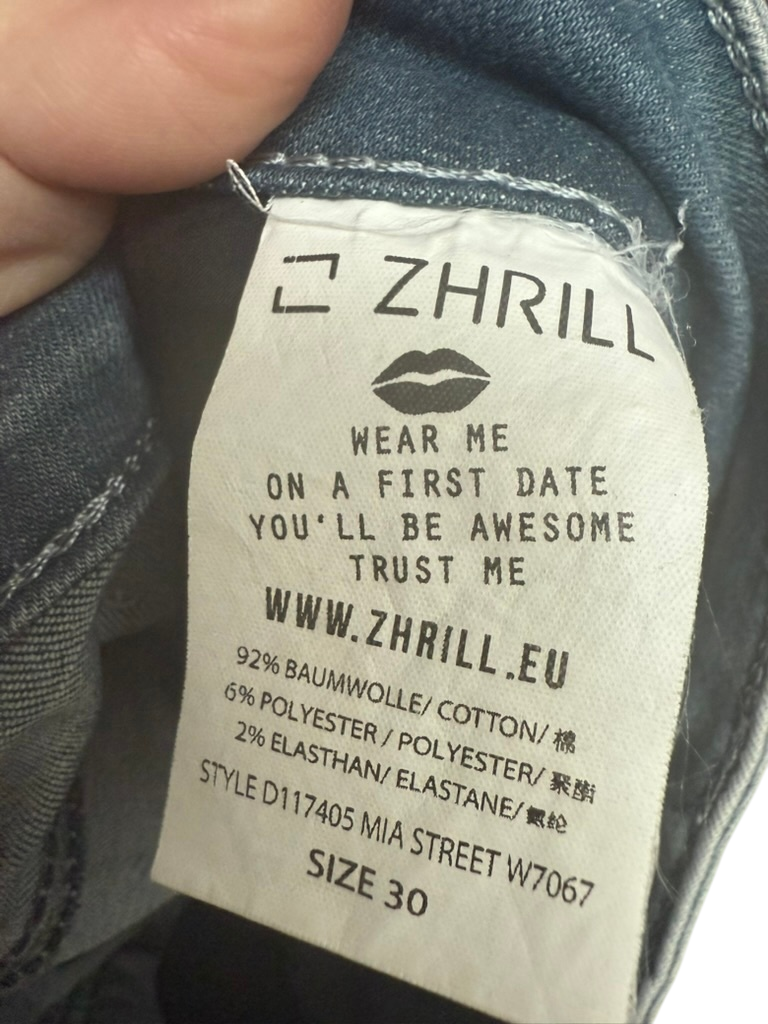 ZHRILL
WEAR ME
ON A FIRST DATE
YOU'LL BE AWESOME
TRUST ME
WWW.ZHRILL.EU
92% BAUMWOLLE/ COTTON/ 棉
6% POLYESTER / POLYESTER/ 聚酯
2% ELASTHAN/ ELASTANE/ 氨纶
STYLE D117405 MIA STREET W7067
SIZE 30